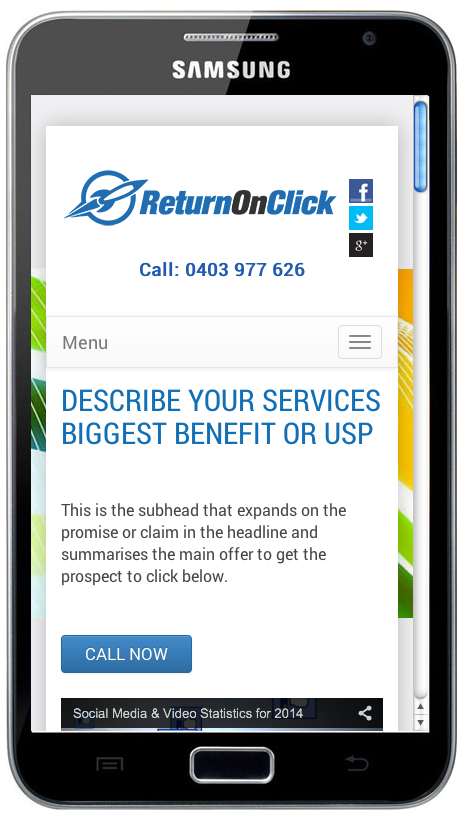 SAMSUNG
ReturnOnClick
f
g+
Call: 0403 977 626
Menu
DESCRIBE YOUR SERVICES
BIGGEST BENEFIT OR USP
This is the subhead that expands on the
promise or claim in the headline and
summarises the main offer to get the
prospect to click below.
CALL NOW
Social Media & Video Statistics for 2014